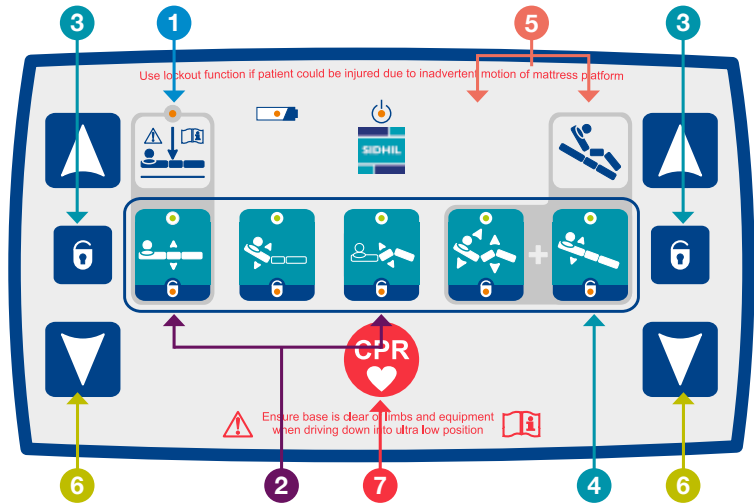 3
1
5
3
Use lockout function if patient could be injured due to inadvertent motion of mattress platform
SIDHIL
+
CPR
Ensure base is clear of limbs and equipment
when driving down into ultra low position
6
2
7
4
6